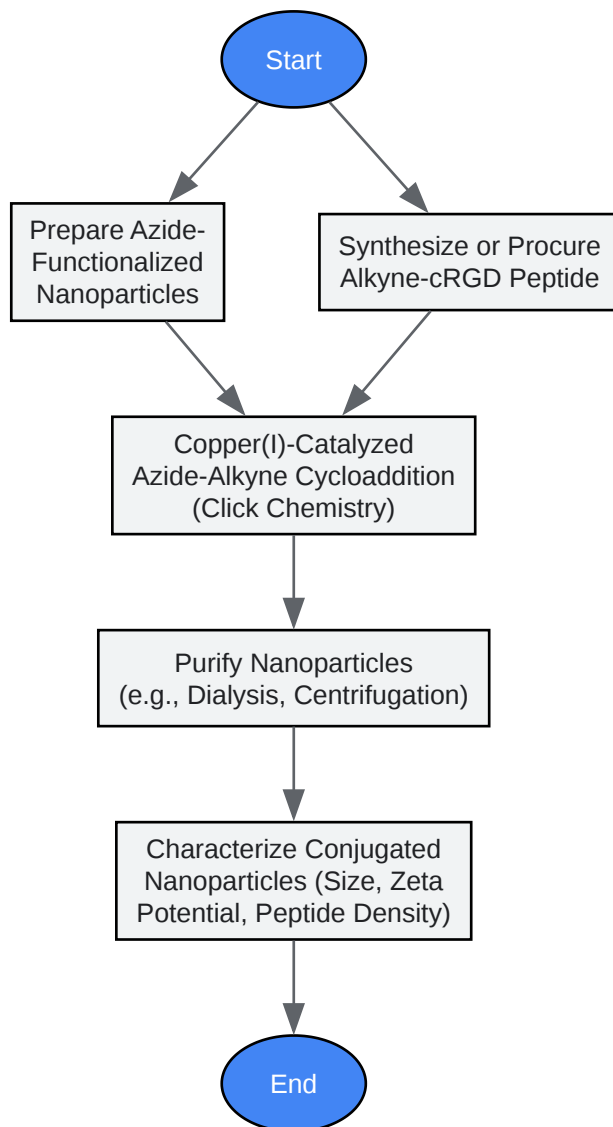 Start
Prepare Azide-
Functionalized
Nanoparticles
Synthesize or Procure
Alkyne-cRGD Peptide
Copper(I)-Catalyzed
Azide-Alkyne Cycloaddition
(Click Chemistry)
Purify Nanoparticles
(e.g., Dialysis, Centrifugation)
Characterize Conjugated
Nanoparticles (Size, Zeta
Potential, Peptide Density)
End